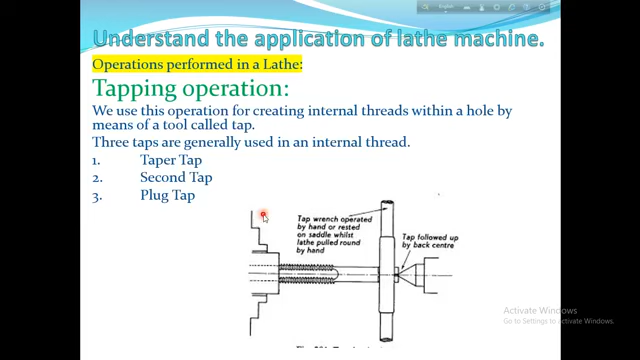 English
Understand the application of lathe machine.
Operations performed in a Lathe:
Tapping operation:
We use this operation for creating internal threads within a hole by
means of a tool called tap.
Three taps are generally used in an internal thread.
1. Taper Tap
2. Second Tap
3. Plug Tap
Tap wrench operated
by hand or rested
on saddle whilst
lathe pulled round
by hand
Tap followed up
by back centre
Activate Windows
Go to Settings to activate Windows.